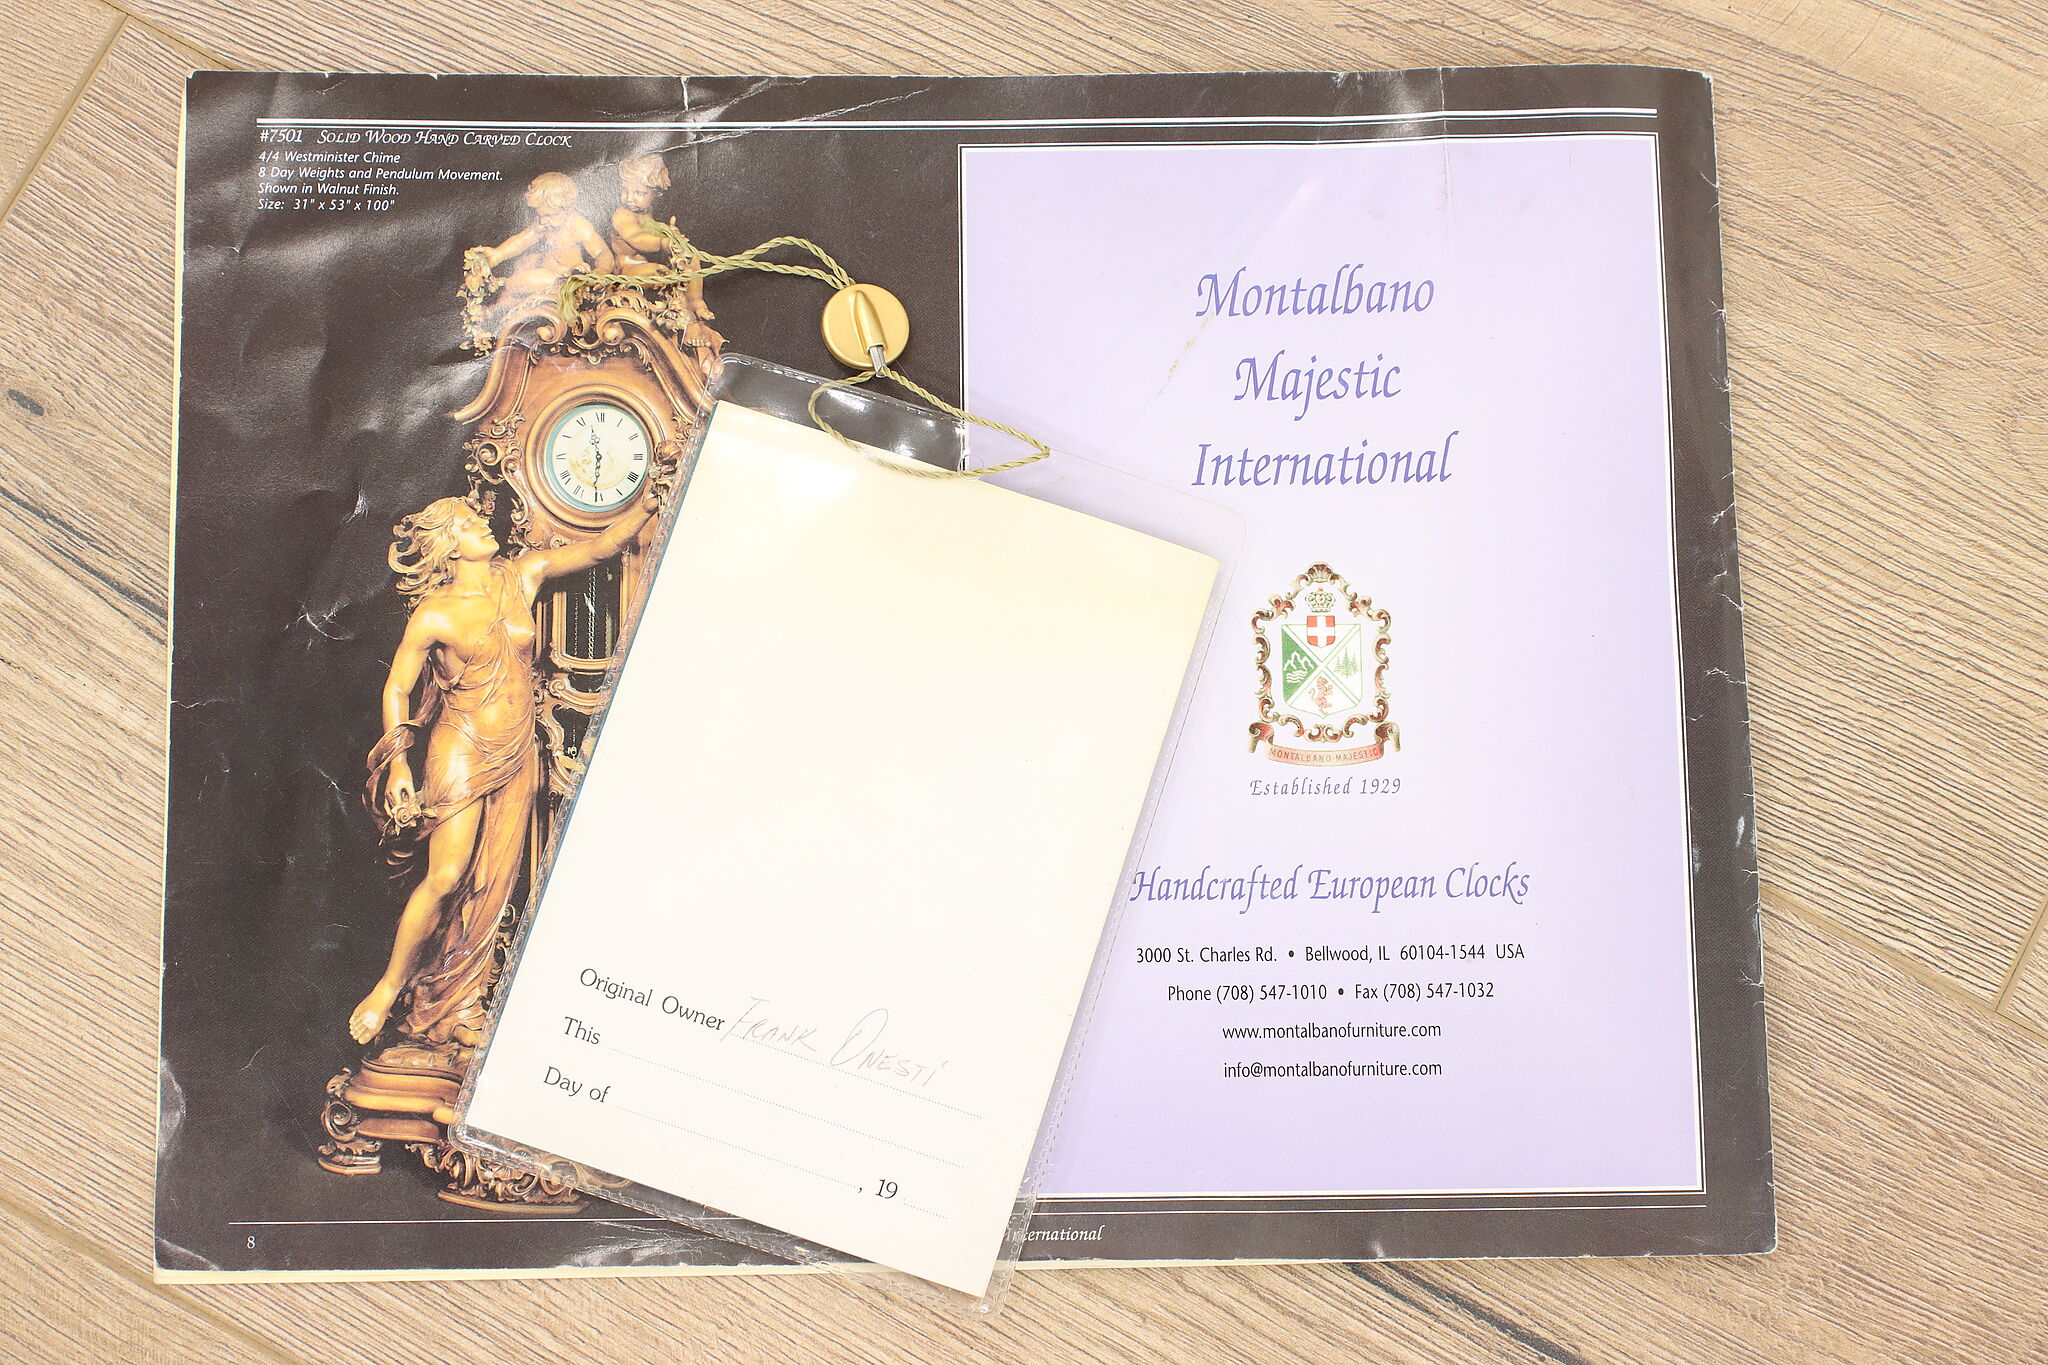 #7501 Solid Wood Hand Carved Clock
4/4 Westminister Chime
8 Day Weights and Pendulum Movement.
Shown in Walnut Finish.
Size: 31" x 53" x 100"
Montalbano
Majestic
International
MONTALBANO-MAJESTIC
Established 1929
Handcrafted European Clocks
3000 St. Charles Rd. • Bellwood, IL 60104-1544 USA
Phone (708) 547-1010 • Fax (708) 547-1032
www.montalbanofurniture.com
info@montalbanofurniture.com
Original Owner FRANK ONESTI
This
Day of
, 19
8
International